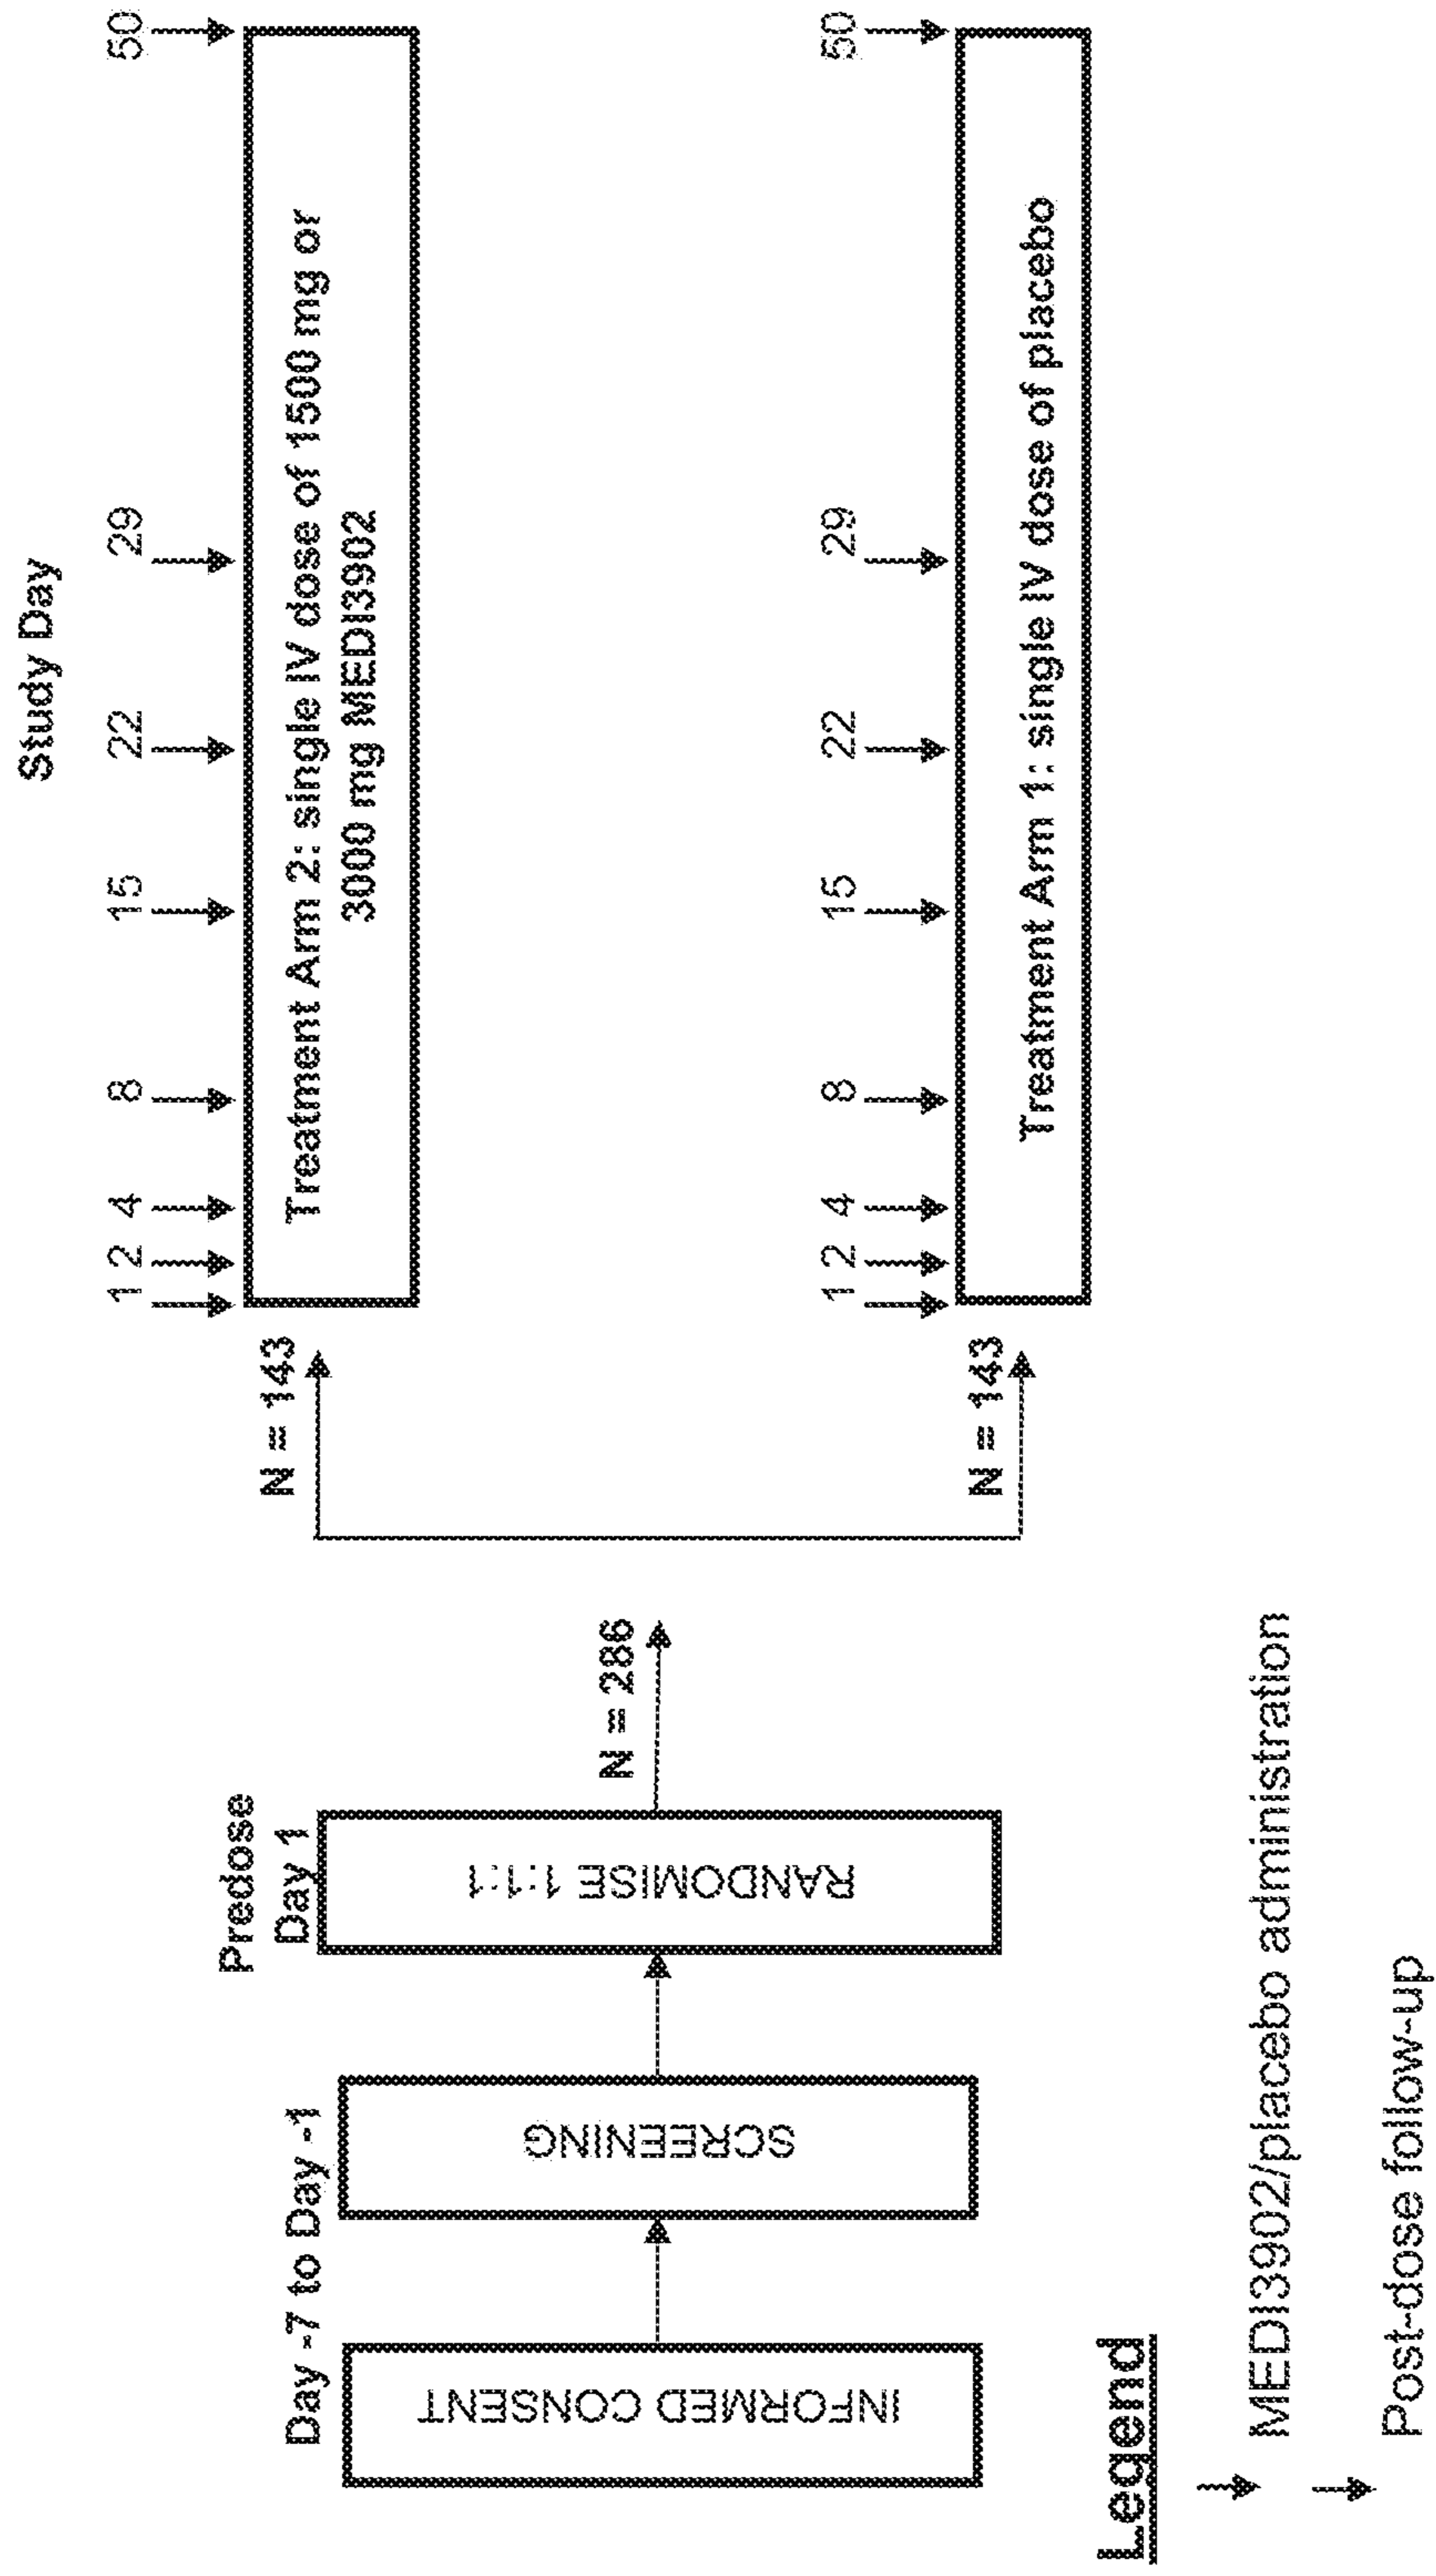 Study Day
Day -7 to Day -1
Predose
Day 1
INFORMED CONSENT
SCREENING
RANDOMISE 1:1:1
N = 286
N = 143
1 2 4 8 15 22 29 50
Treatment Arm 2: single IV dose of 1500 mg or
3000 mg MEDI3902
N = 143
1 2 4 8 15 22 29 50
Treatment Arm 1: single IV dose of placebo
Legend
MEDI3902/placebo administration
Post-dose follow-up